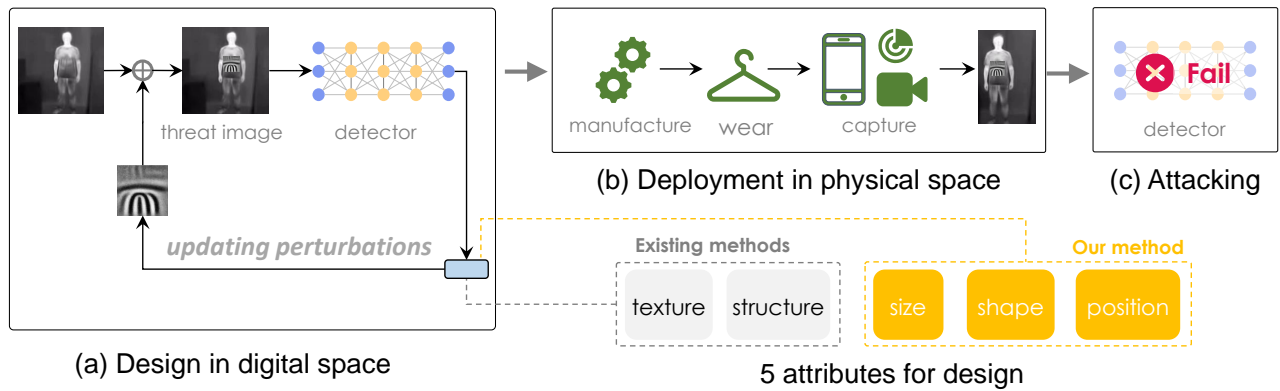 threat image
detector
updating perturbations
(a) Design in digital space
manufacture
wear
capture
(b) Deployment in physical space
Fail
detector
(c) Attacking
Existing methods
texture
structure
Our method
size
shape
position
5 attributes for design